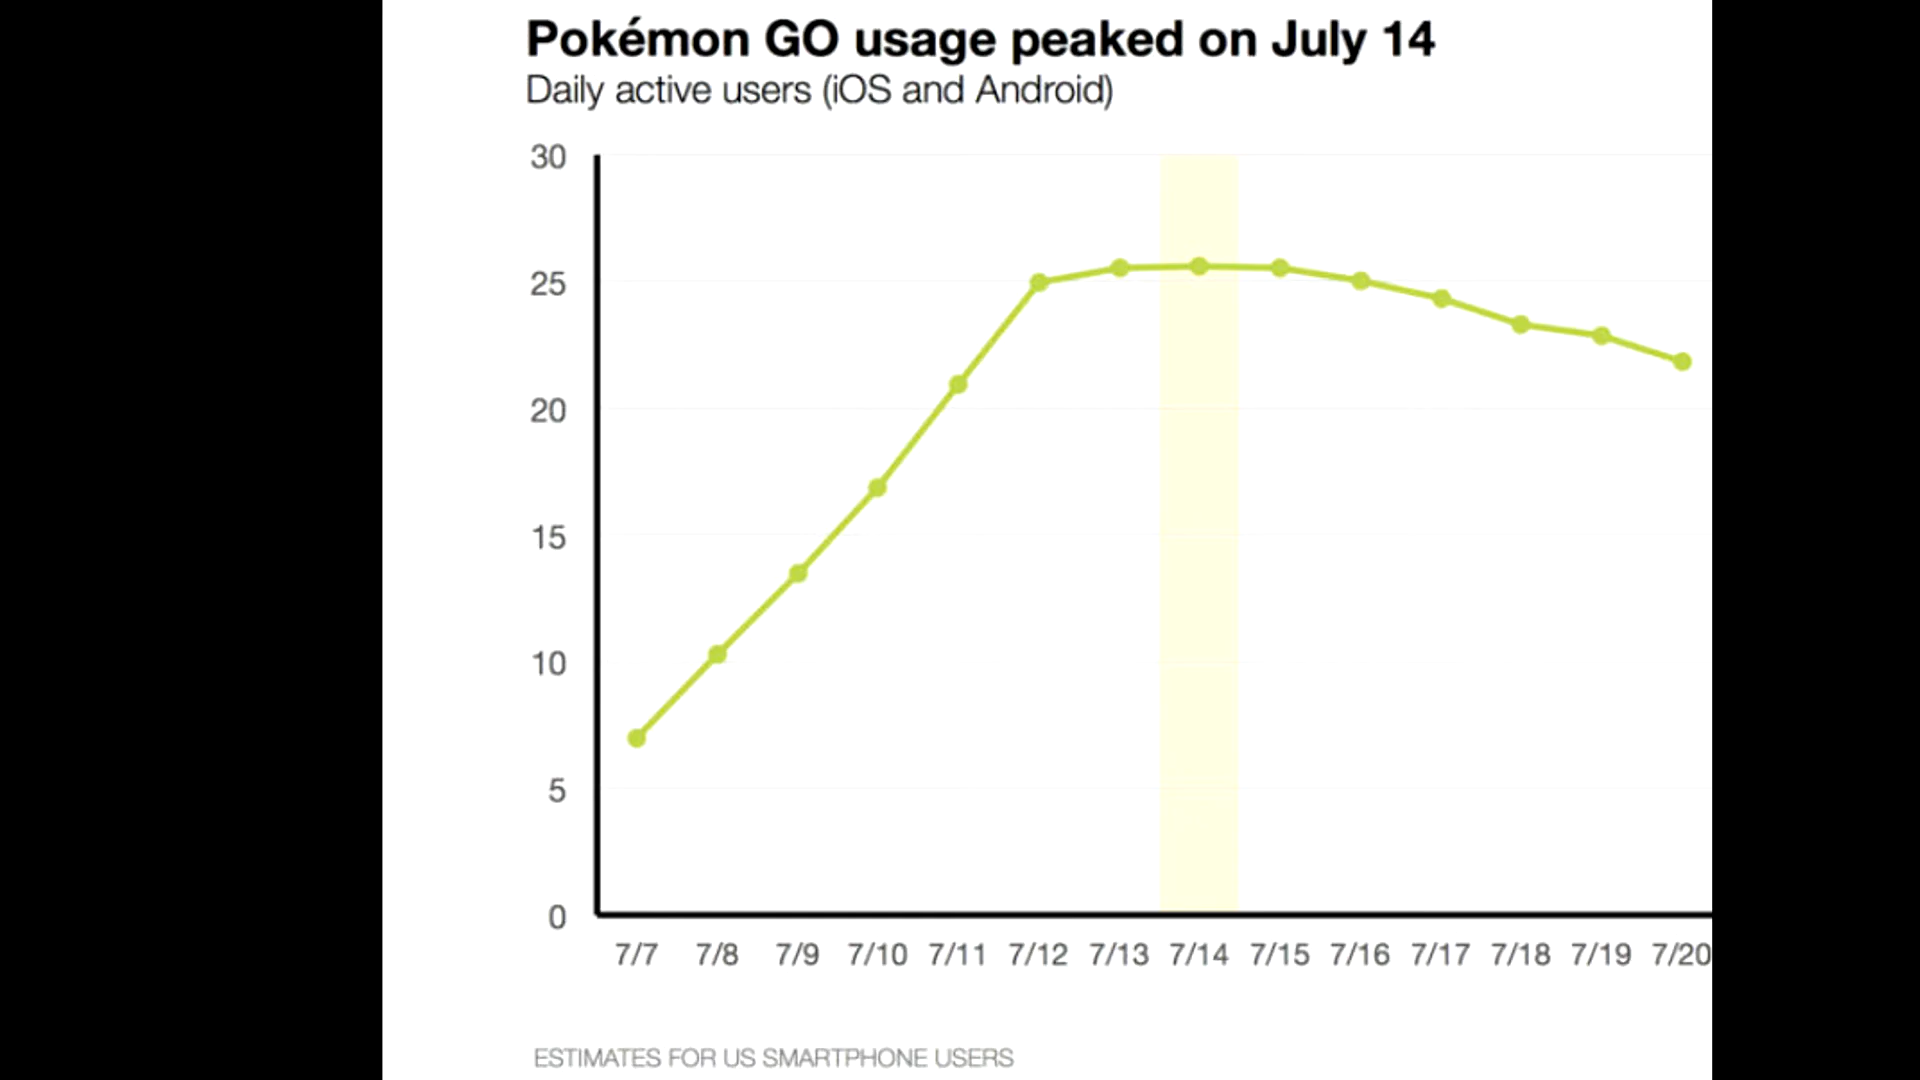 Pokémon GO usage peaked on July 14
Daily active users (iOS and Android)
30
25
20
15
10
5
0
7/7 7/8 7/9 7/10 7/11 7/12 7/13 7/14 7/15 7/16 7/17 7/18 7/19 7/20
ESTIMATES FOR US SMARTPHONE USERS